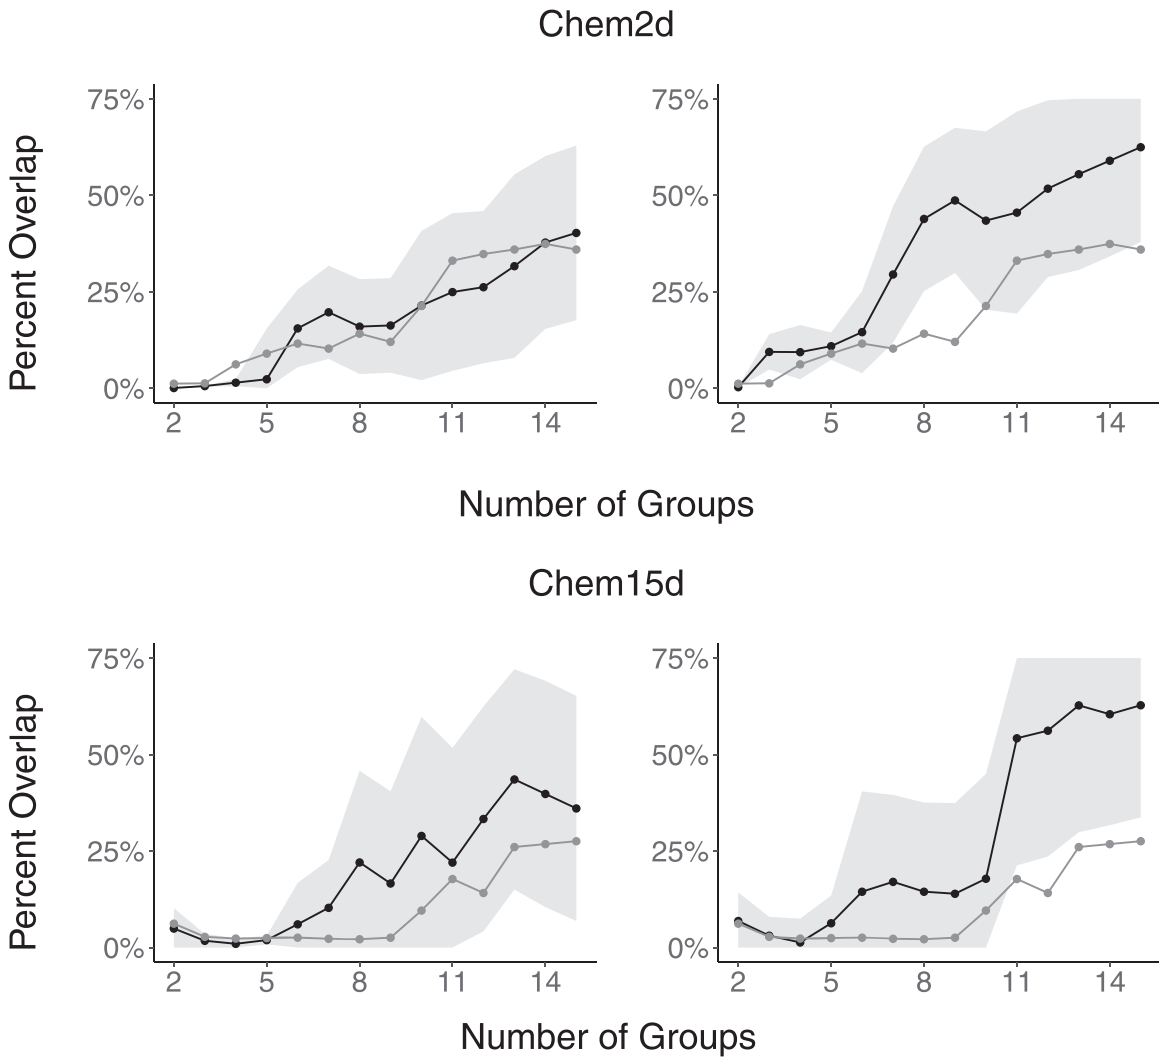 Chem2d
75% 75%
50% 50%
25% 25%
0% 0%
Percent Overlap
2 5 8 11 14 2 5 8 11 14
Number of Groups
Chem15d
75% 75%
50% 50%
25% 25%
0% 0%
Percent Overlap
2 5 8 11 14 2 5 8 11 14
Number of Groups